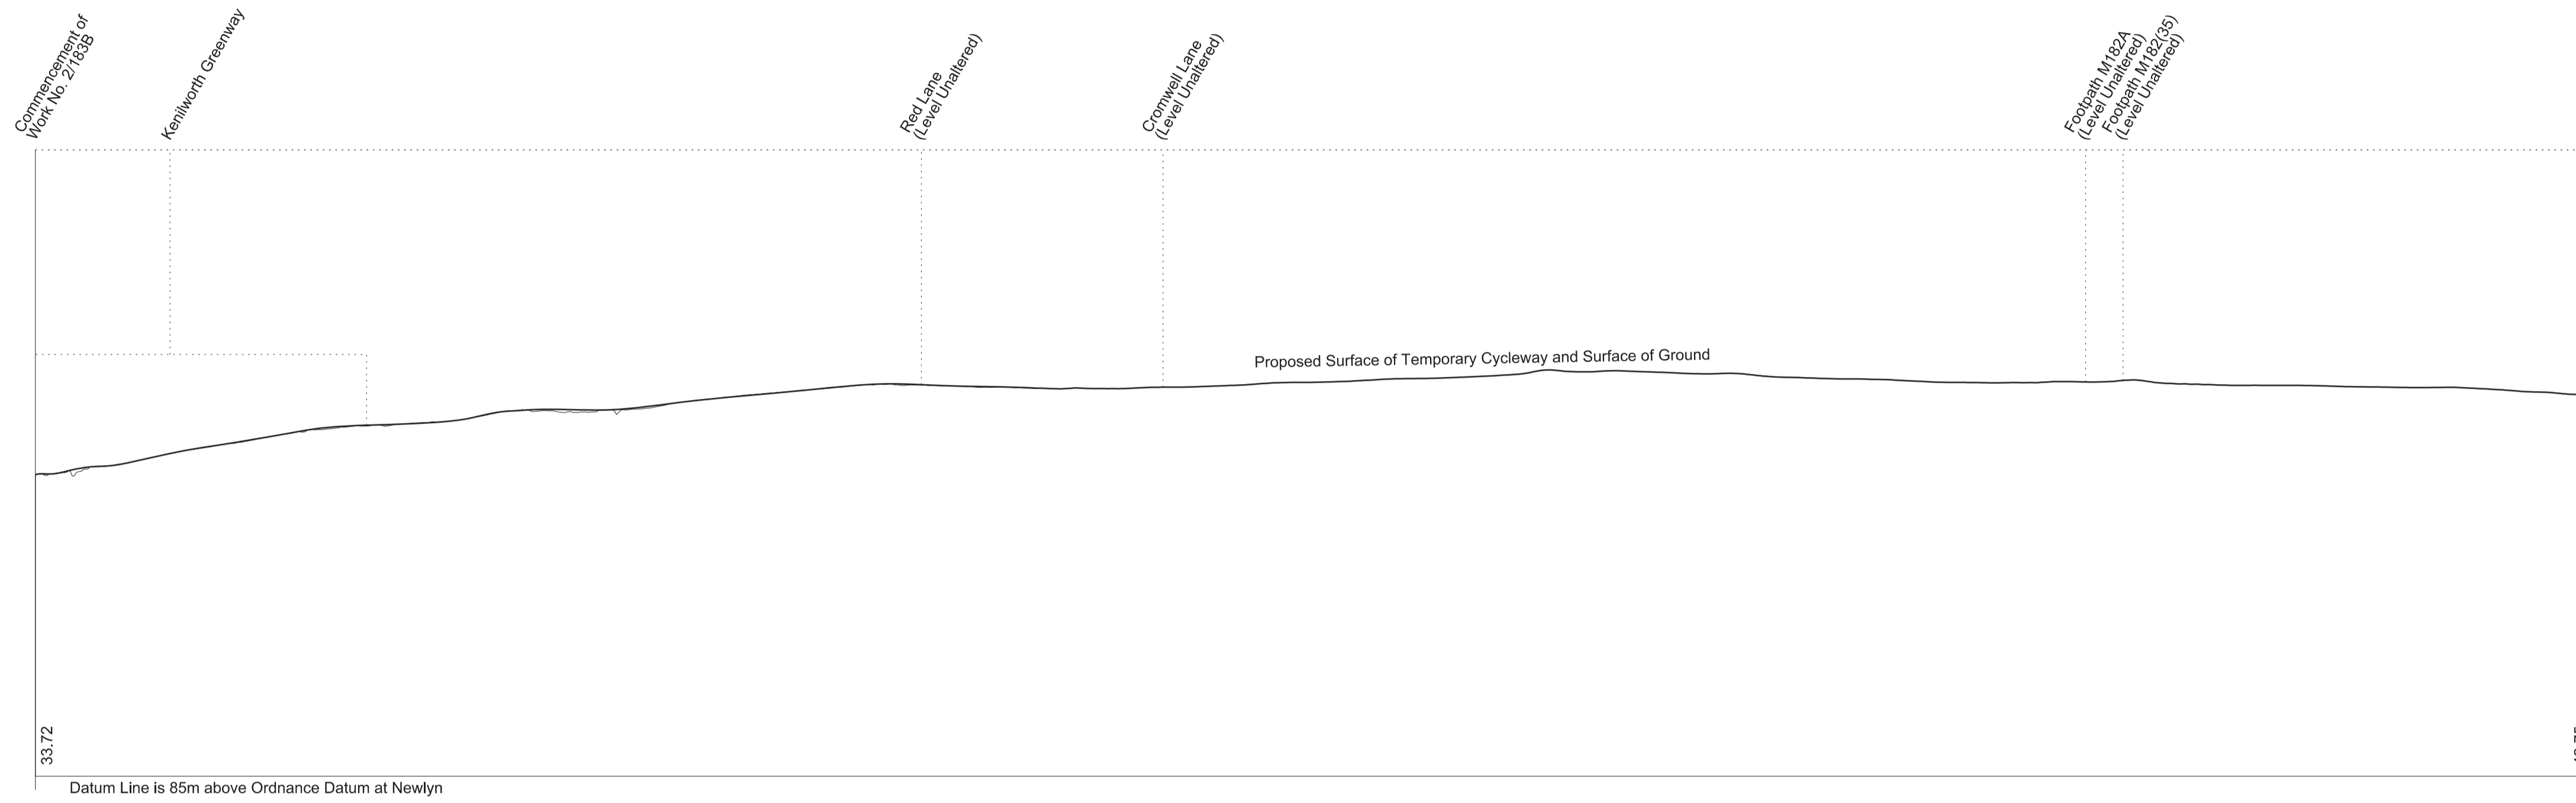 Commencement of
Work No. 2/183B
Kenilworth Greenway
Red Lane
(Level Unaltered)
Cromwell Lane
(Level Unaltered)
Footpath M182A
(Level Unaltered)
Footpath M182(35)
(Level Unaltered)
Proposed Surface of Temporary Cycleway and Surface of Ground
33.72
Datum Line is 85m above Ordnance Datum at Newlyn